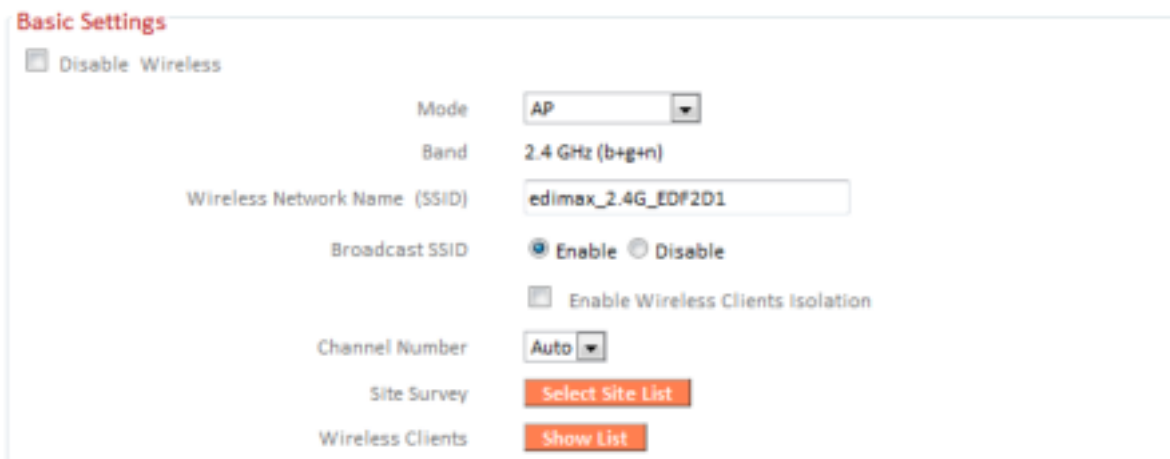 Basic Settings
Disable Wireless
Mode AP
Band 2.4 GHz (b+g+n)
Wireless Network Name (SSID) edimax_2.4G_EDF2D1
Broadcast SSID Enable Disable
Enable Wireless Clients Isolation
Channel Number Auto
Site Survey Select Site List
Wireless Clients Show List